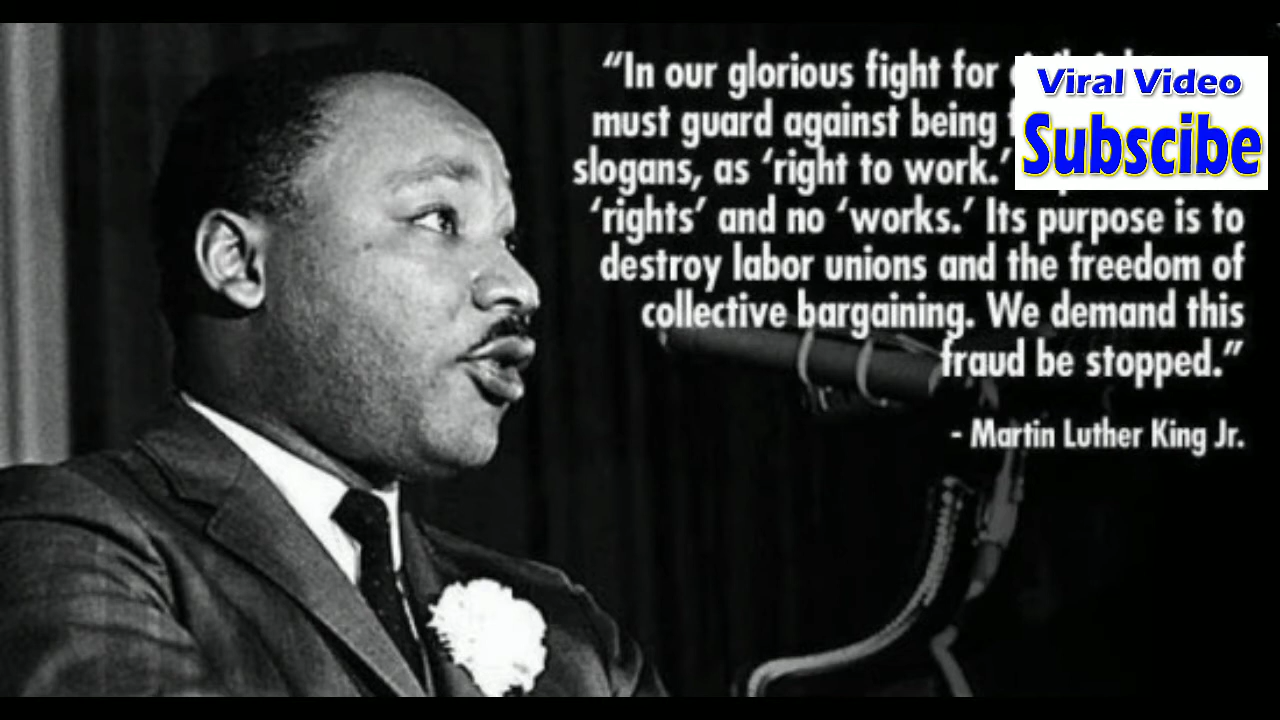 “In our glorious fight for
must guard against being
slogans, as ‘right to work.’
‘rights’ and no ‘works.’ Its purpose is to
destroy labor unions and the freedom of
collective bargaining. We demand this
fraud be stopped.”
- Martin Luther King Jr.
Viral Video
Subscibe